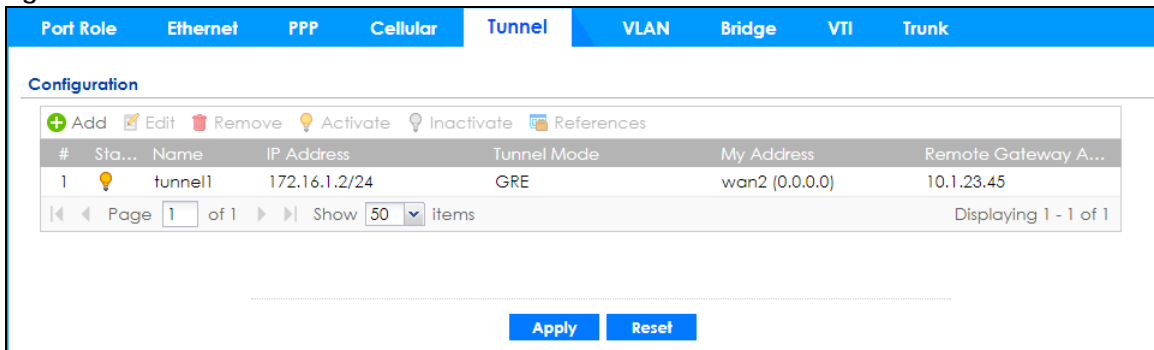 Port Role Ethernet PPP Cellular Tunnel VLAN Bridge VTI Trunk
Configuration
Add Edit Remove Activate Inactivate References
# Sta... Name IP Address Tunnel Mode My Address Remote Gateway A...
1 tunnel1 172.16.1.2/24 GRE wan2 (0.0.0.0) 10.1.23.45
Page 1 of 1 Show 50 items Displaying 1 - 1 of 1
Apply Reset